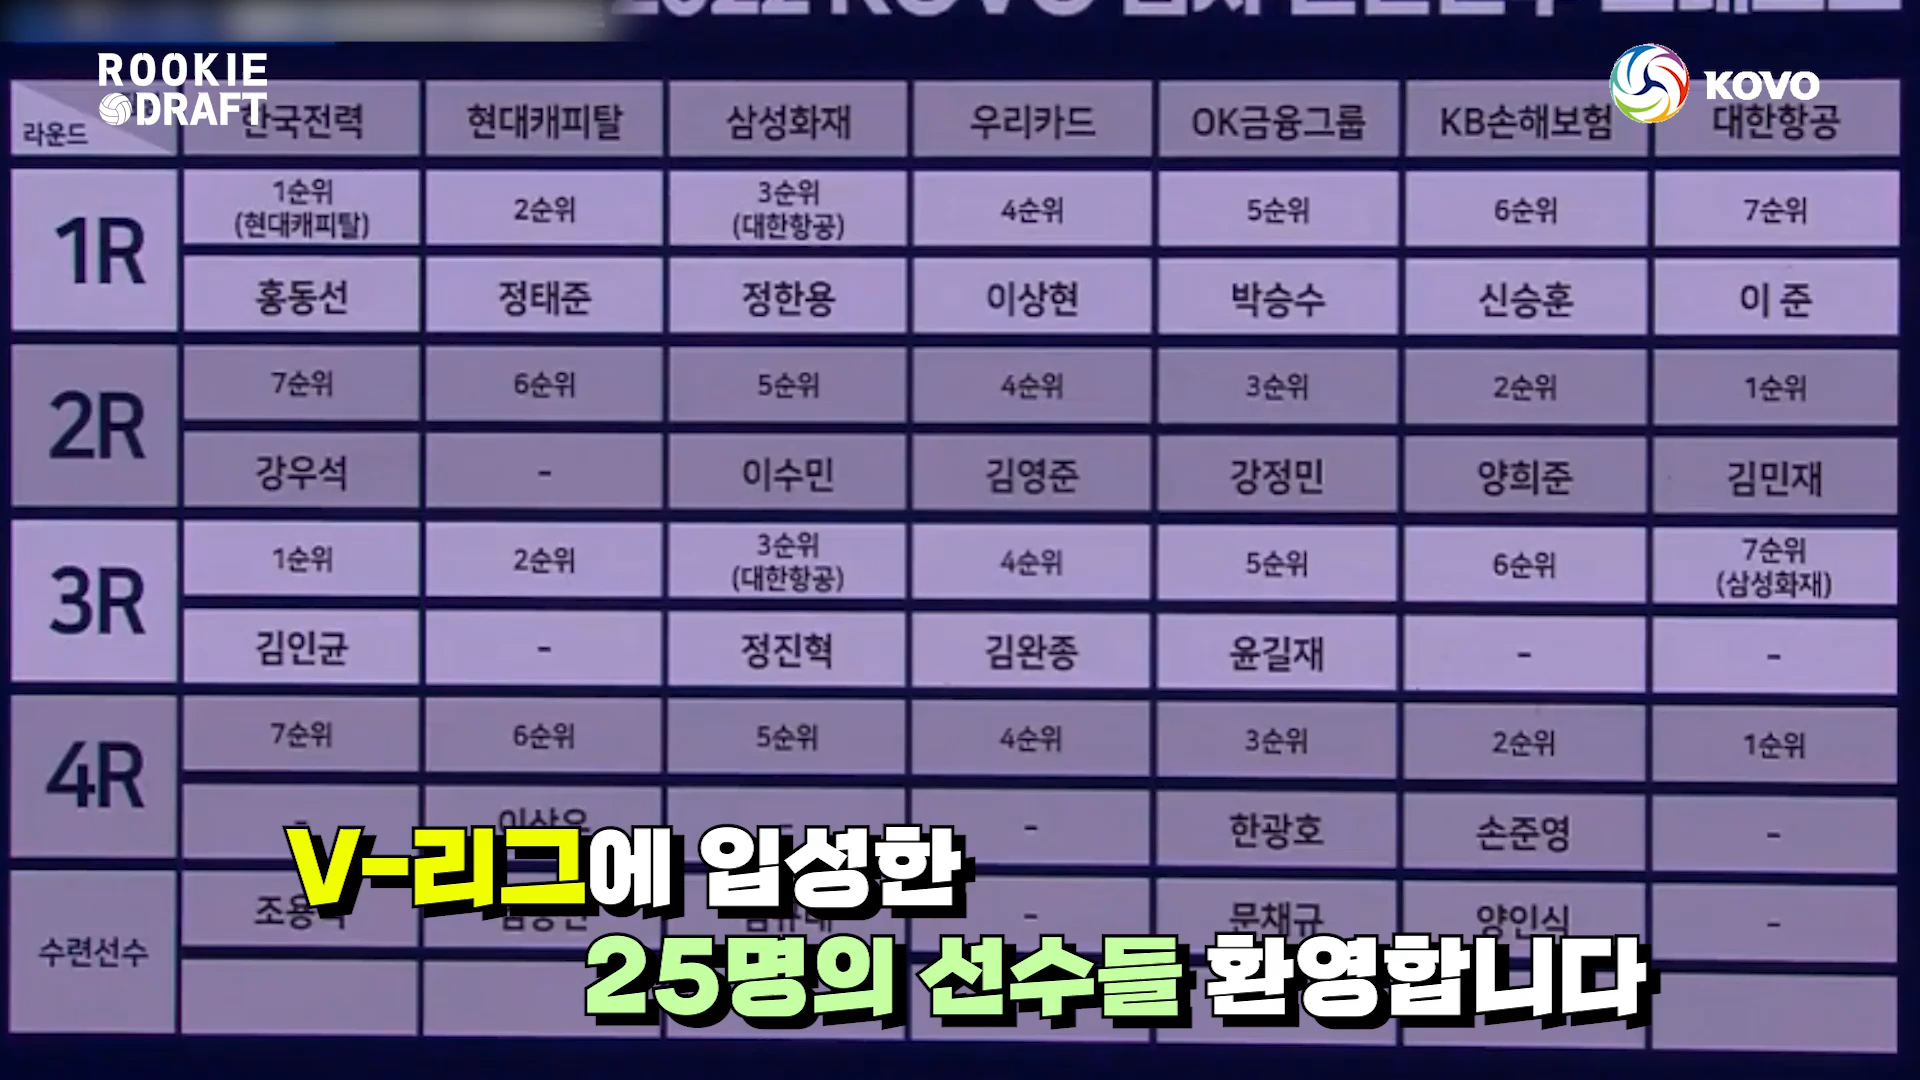 2022 KOVO
ROOKIE
DRAFT
KOVO
라운드 한국전력 현대캐피탈 삼성화재 우리카드 OK금융그룹 KB손해보험 대한항공
1R
1순위 (현대캐피탈) 2순위 3순위 (대한항공) 4순위 5순위 6순위 7순위
홍동선 정태준 정한용 이상현 박승수 신승훈 이 준
2R
7순위 6순위 5순위 4순위 3순위 2순위 1순위
강우석 - 이수민 김영준 강정민 양희준 김민재
3R
1순위 2순위 3순위 (대한항공) 4순위 5순위 6순위 7순위 (삼성화재)
김인균 - 정진혁 김완종 윤길재 - -
4R
7순위 6순위 5순위 4순위 3순위 2순위 1순위
- - - 한광호 손준영 -
수련선수
- 문채규 양인식 -
V-리그에 입성한
25명의 선수들 환영합니다